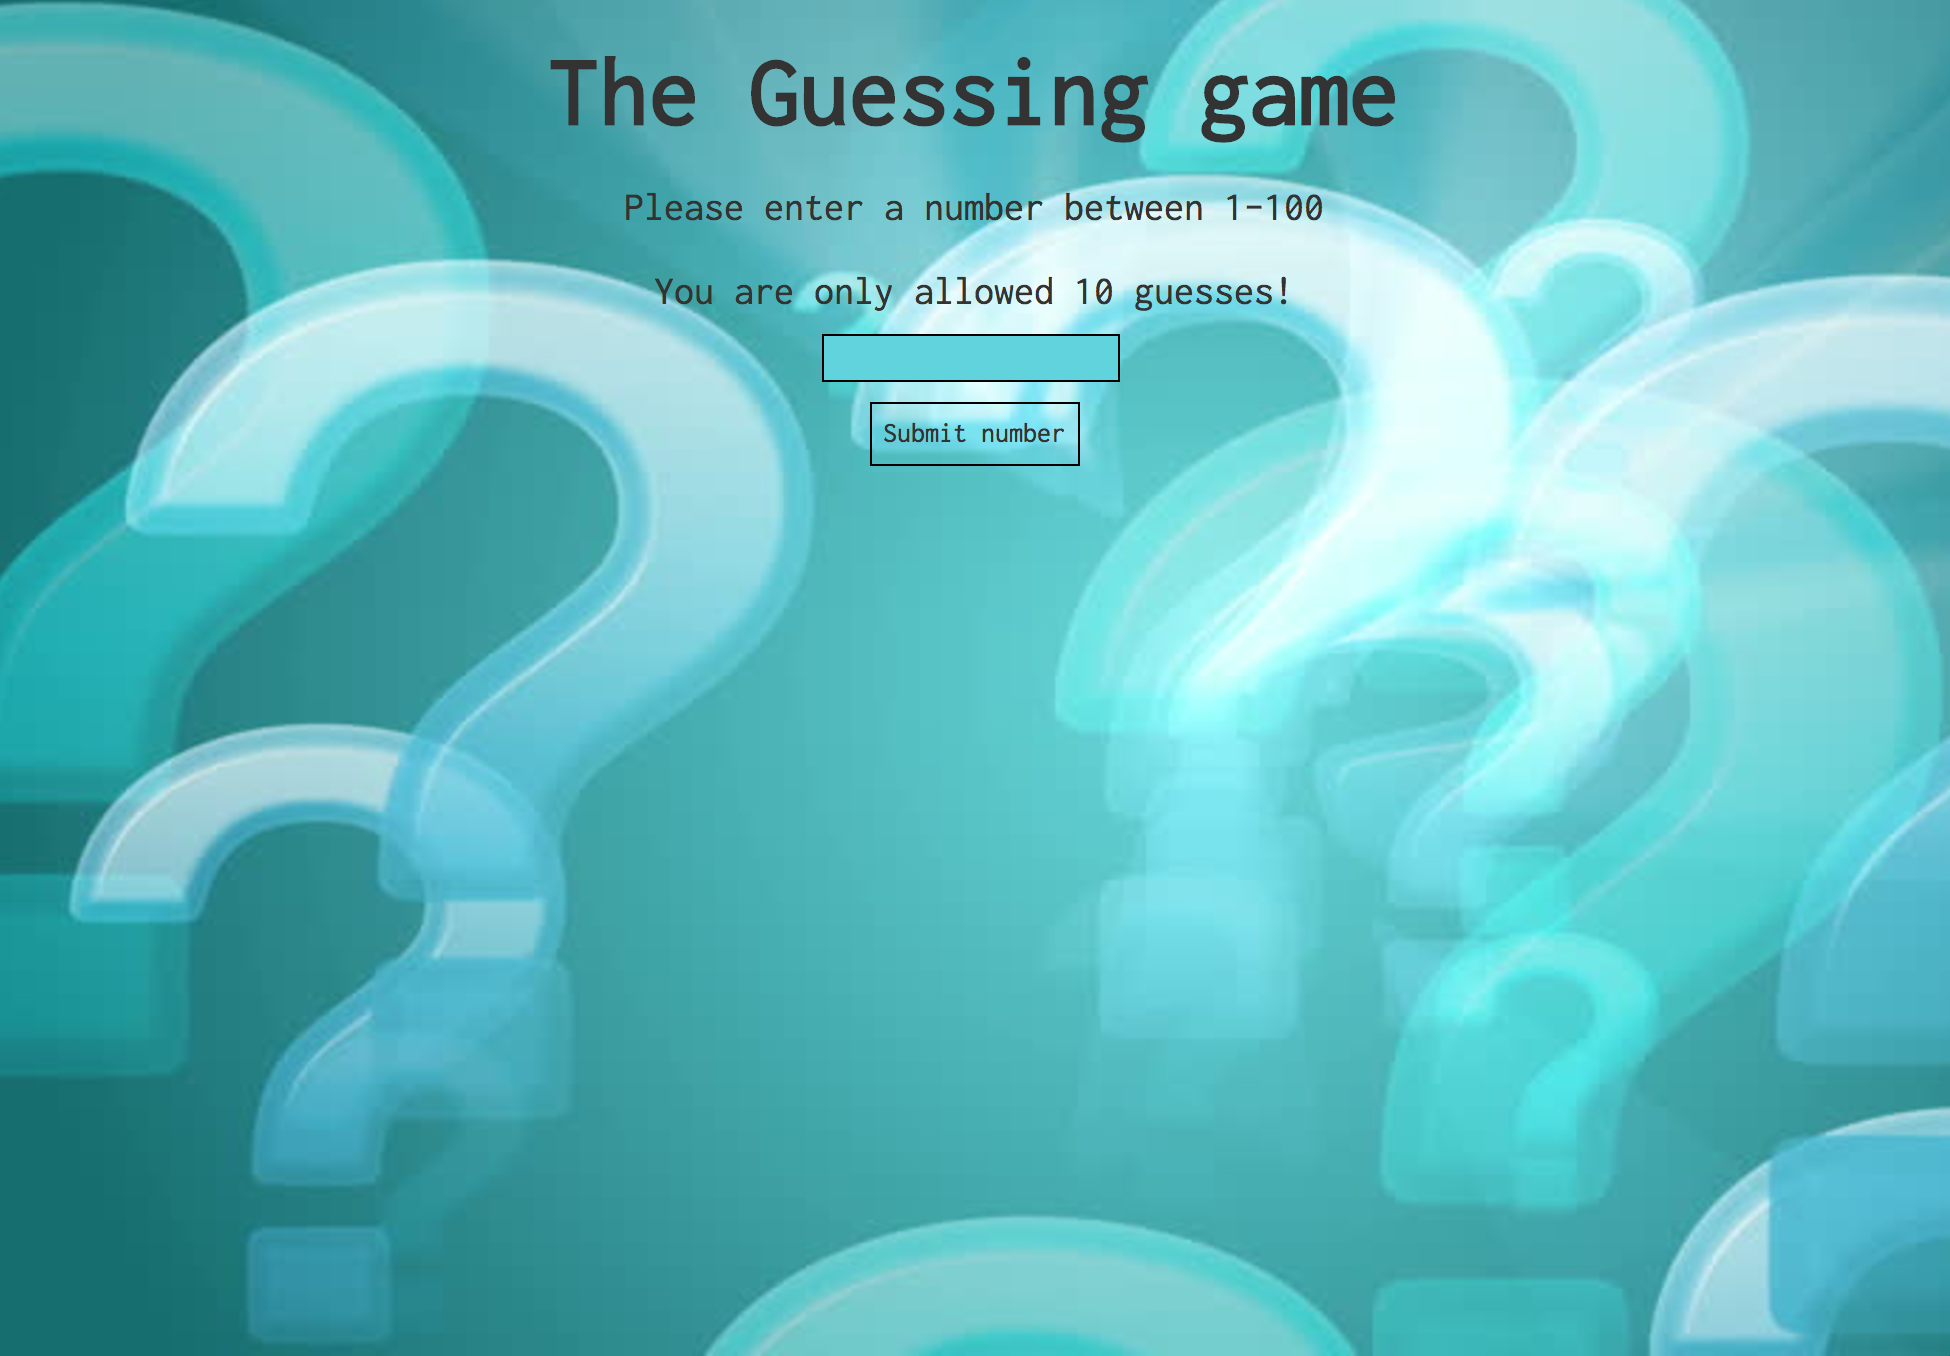 The Guessing game
Please enter a number between 1-100
You are only allowed 10 guesses!
Submit number